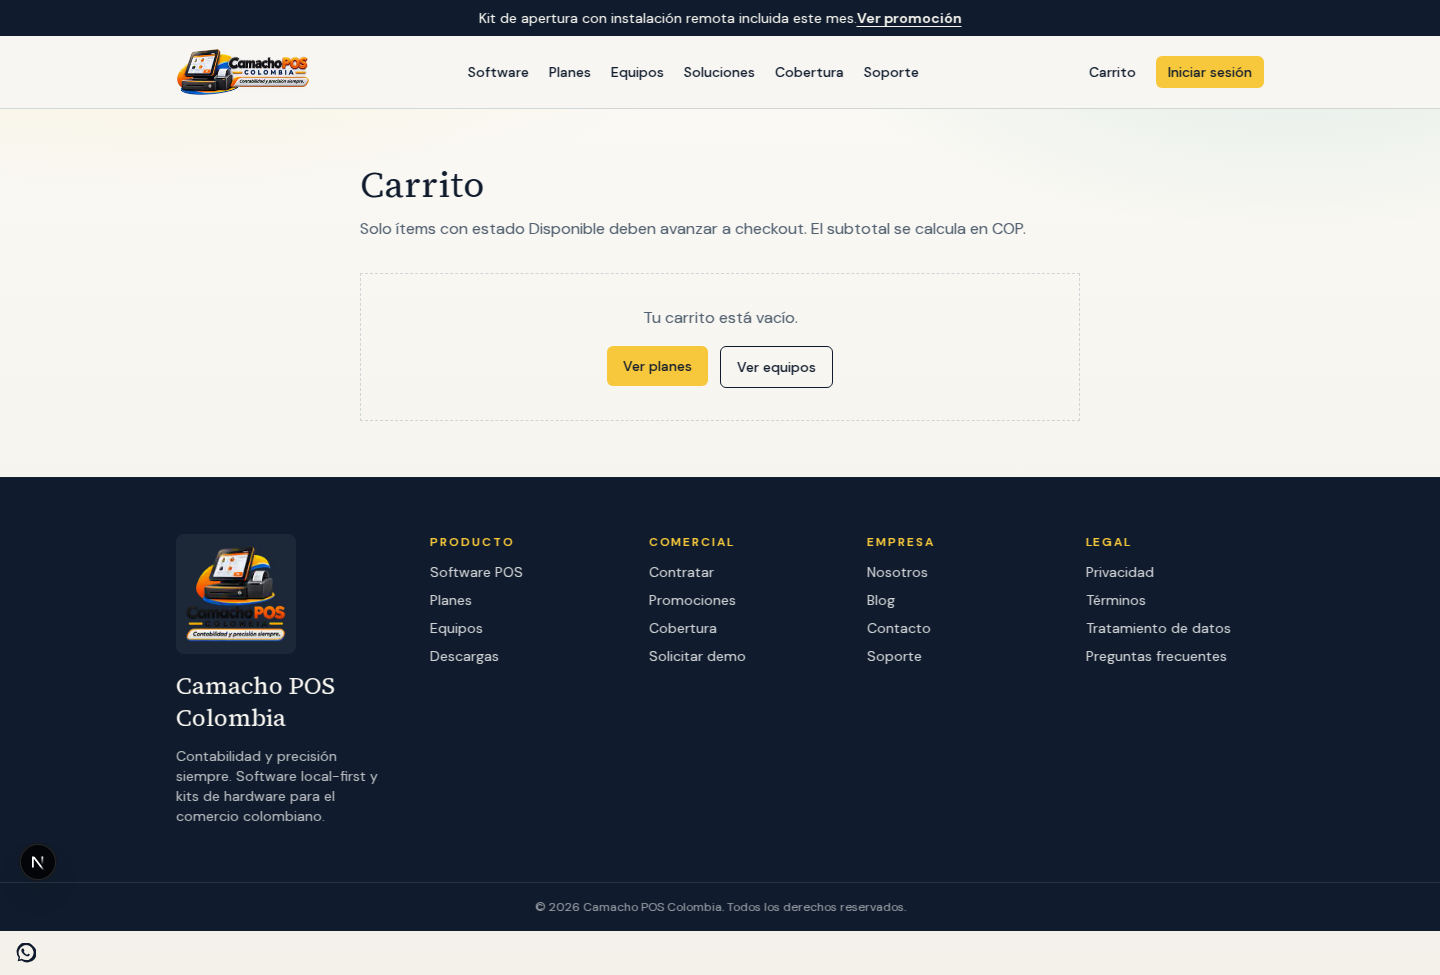 Kit de apertura con instalación remota incluida este mes.Ver promoción
CamachoPOS
COLOMBIA
Contabilidad y precisión siempre.
Software Planes Equipos Soluciones Cobertura Soporte
Carrito
Iniciar sesión
Carrito
Solo ítems con estado Disponible deben avanzar a checkout. El subtotal se calcula en COP.
Tu carrito está vacío.
Ver planes
Ver equipos
CamachoPOS
COLOMBIA
Contabilidad y precisión siempre.
Camacho POS
Colombia
Contabilidad y precisión
siempre. Software local-first y
kits de hardware para el
comercio colombiano.
PRODUCTO
Software POS
Planes
Equipos
Descargas
COMERCIAL
Contratar
Promociones
Cobertura
Solicitar demo
EMPRESA
Nosotros
Blog
Contacto
Soporte
LEGAL
Privacidad
Términos
Tratamiento de datos
Preguntas frecuentes
N
© 2026 Camacho POS Colombia. Todos los derechos reservados.